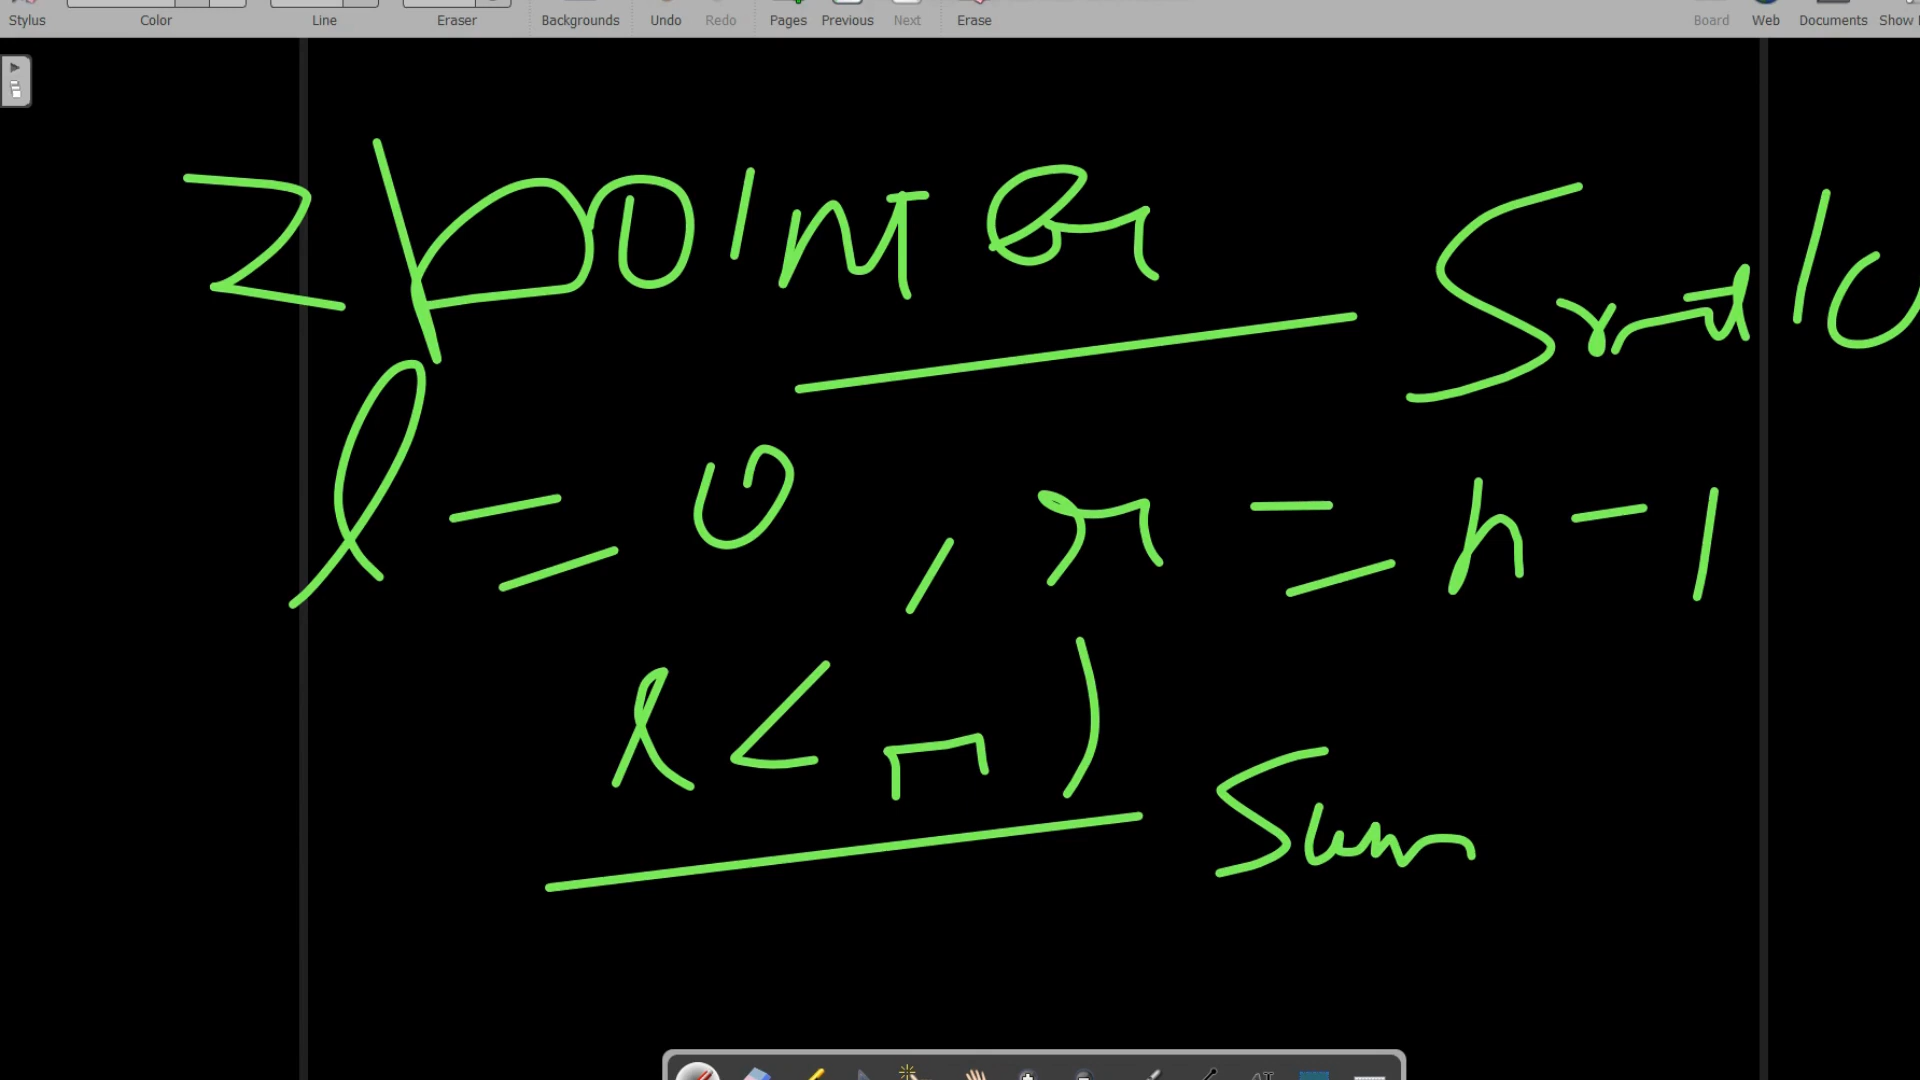 Stylus Color Line Eraser Backgrounds Undo Redo Pages Previous Next Erase Board Web Documents Show
2 pointer
l = 0 , r = n - 1
l < r )
Sum